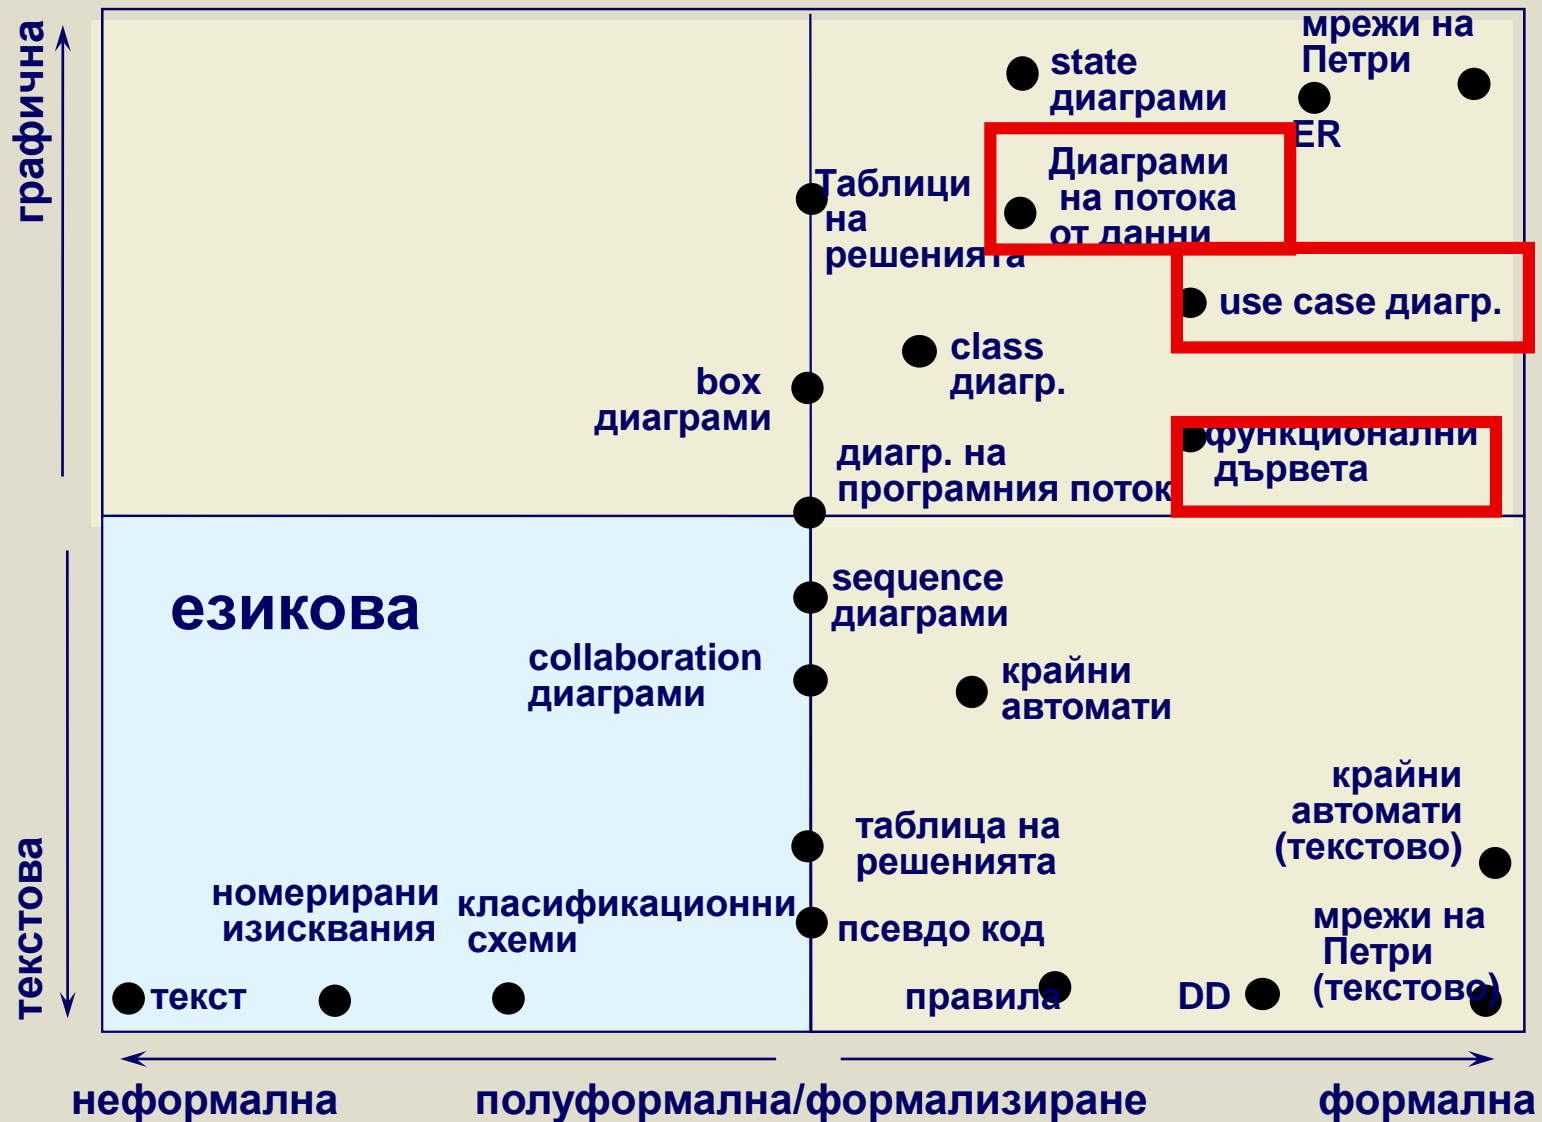 графична
мрежи на
Петри
state
диаграми
ER
Диаграми
на потока
от данни
Таблици
на
решенията
use case диагр.
class
диагр.
box
диаграми
функционални
дървета
диагр. на
програмния поток
езикова
sequence
диаграми
collaboration
диаграми
крайни
автомати
крайни
автомати
(текстово)
таблица на
решенията
текстова
номерирани
изисквания
класификационни
схеми
псевдо код
мрежи на
Петри
(текстово)
текст
правила
DD
неформална
полуформална/формализиране
формална